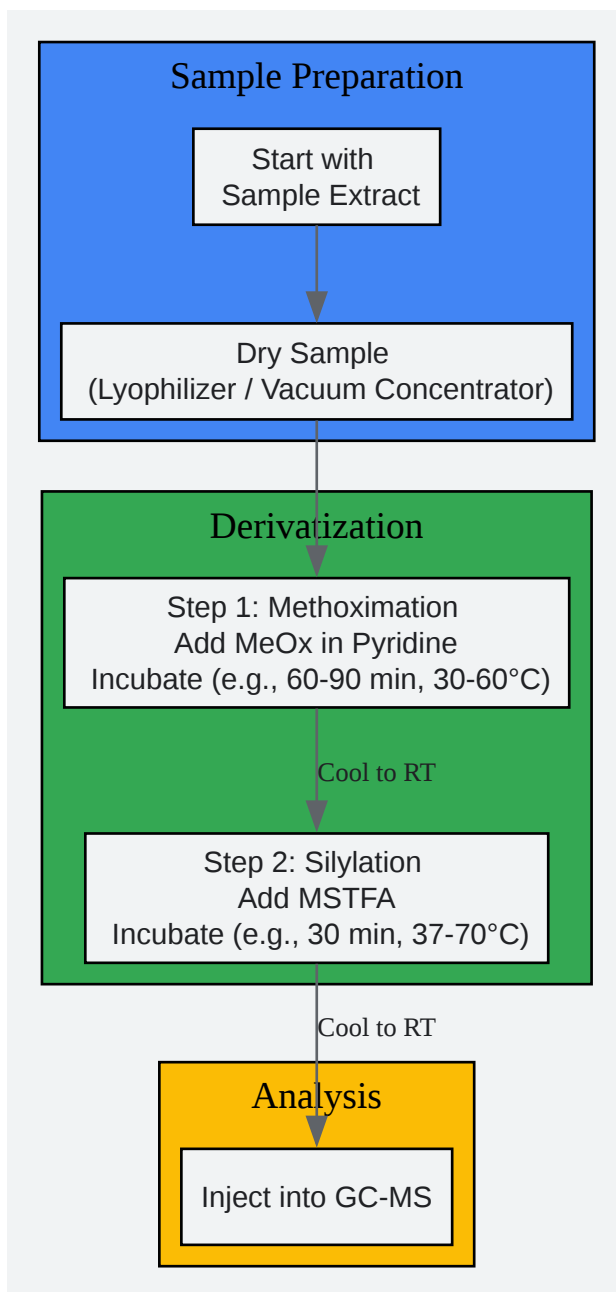 Sample Preparation
Start with
Sample Extract
Dry Sample
(Lyophilizer / Vacuum Concentrator)
Derivatization
Step 1: Methoximation
Add MeOx in Pyridine
Incubate (e.g., 60-90 min, 30-60°C)
Cool to RT
Step 2: Silylation
Add MSTFA
Incubate (e.g., 30 min, 37-70°C)
Cool to RT
Analysis
Inject into GC-MS